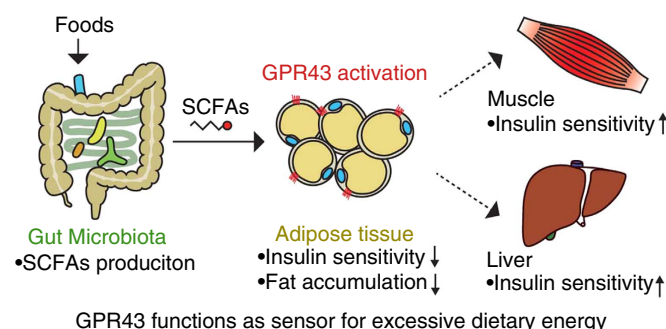 Foods
GPR43 activation
SCFAs
Muscle
•Insulin sensitivity↑
Gut Microbiota
•SCFAs produciton
Adipose tissue
•Insulin sensitivity↓
•Fat accumulation↓
Liver
•Insulin sensitivity↑
GPR43 functions as sensor for excessive dietary energy